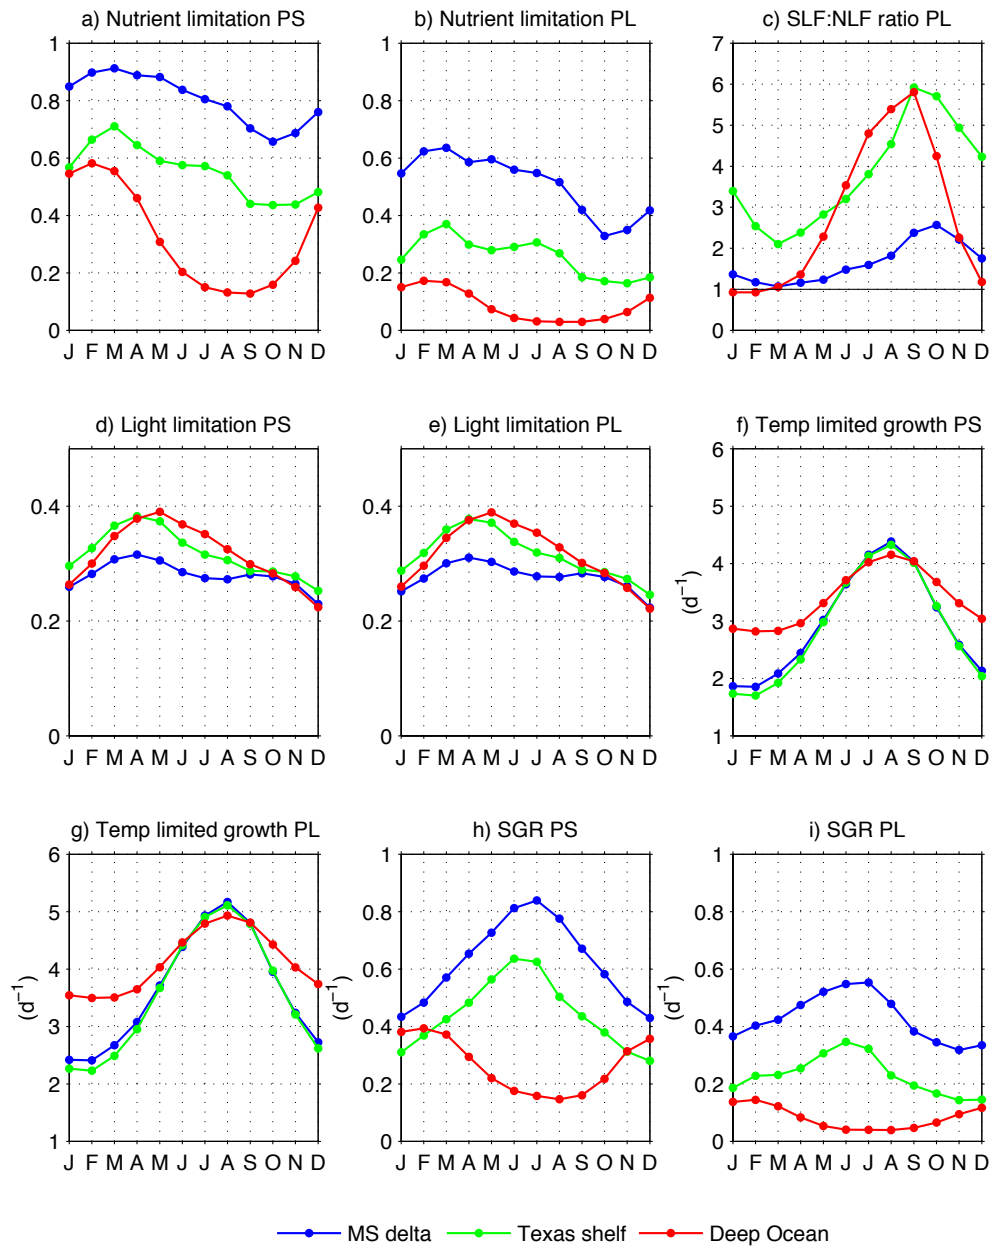 a) Nutrient limitation PS
b) Nutrient limitation PL
c) SLF:NLF ratio PL
1
0.8
0.6
0.4
0.2
0
J F M A M J J A S O N D
1
0.8
0.6
0.4
0.2
0
J F M A M J J A S O N D
7
6
5
4
3
2
1
0
J F M A M J J A S O N D
d) Light limitation PS
e) Light limitation PL
f) Temp limited growth PS
0.4
0.2
0
J F M A M J J A S O N D
0.4
0.2
0
J F M A M J J A S O N D
(d⁻¹)
6
5
4
3
2
1
J F M A M J J A S O N D
g) Temp limited growth PL
h) SGR PS
i) SGR PL
(d⁻¹)
6
5
4
3
2
1
J F M A M J J A S O N D
(d⁻¹)
1
0.8
0.6
0.4
0.2
0
J F M A M J J A S O N D
(d⁻¹)
1
0.8
0.6
0.4
0.2
0
J F M A M J J A S O N D
MS delta Texas shelf Deep Ocean